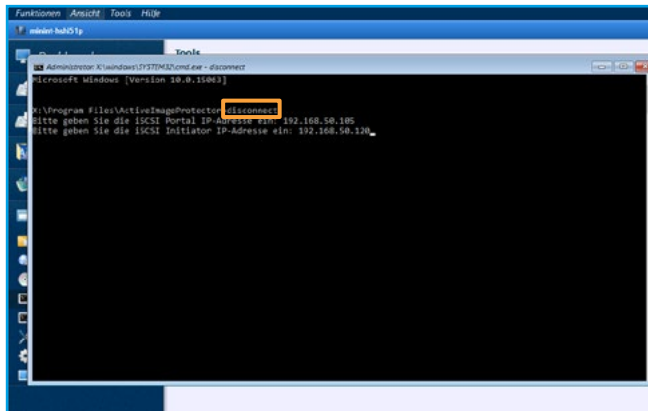 Funktionen Ansicht Tools Hilfe
minint-hshi51p
Tools
Administrator: X:\windows\SYSTEM32\cmd.exe - disconnect
Microsoft Windows [Version 10.0.15063]
X:\Program Files\ActiveImageProtector>disconnect
Bitte geben Sie die iSCSI Portal IP-Adresse ein: 192.168.50.105
Bitte geben Sie die iSCSI Initiator IP-Adresse ein: 192.168.50.120_